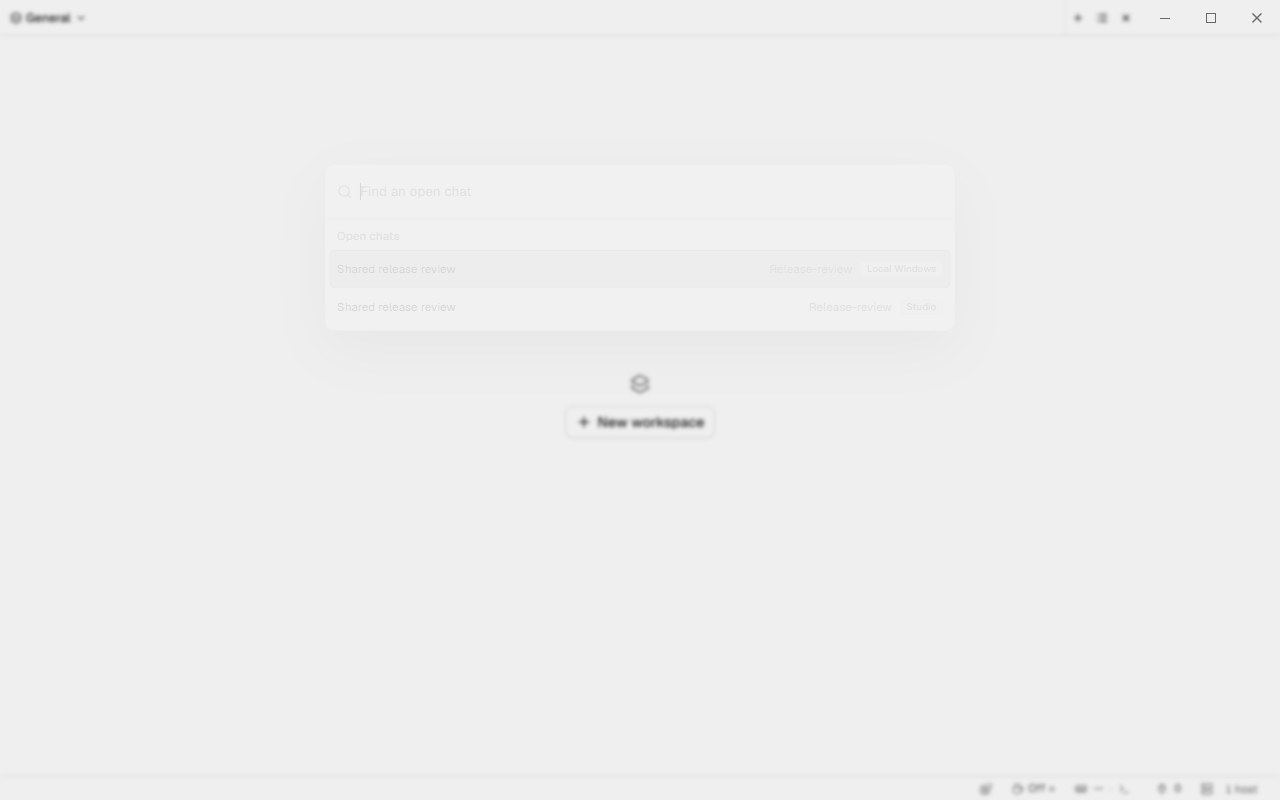 General
Find an open chat
Open chats
Shared release review Release-review Local Windows
Shared release review Release-review Studio
New workspace
Off 0 1 host